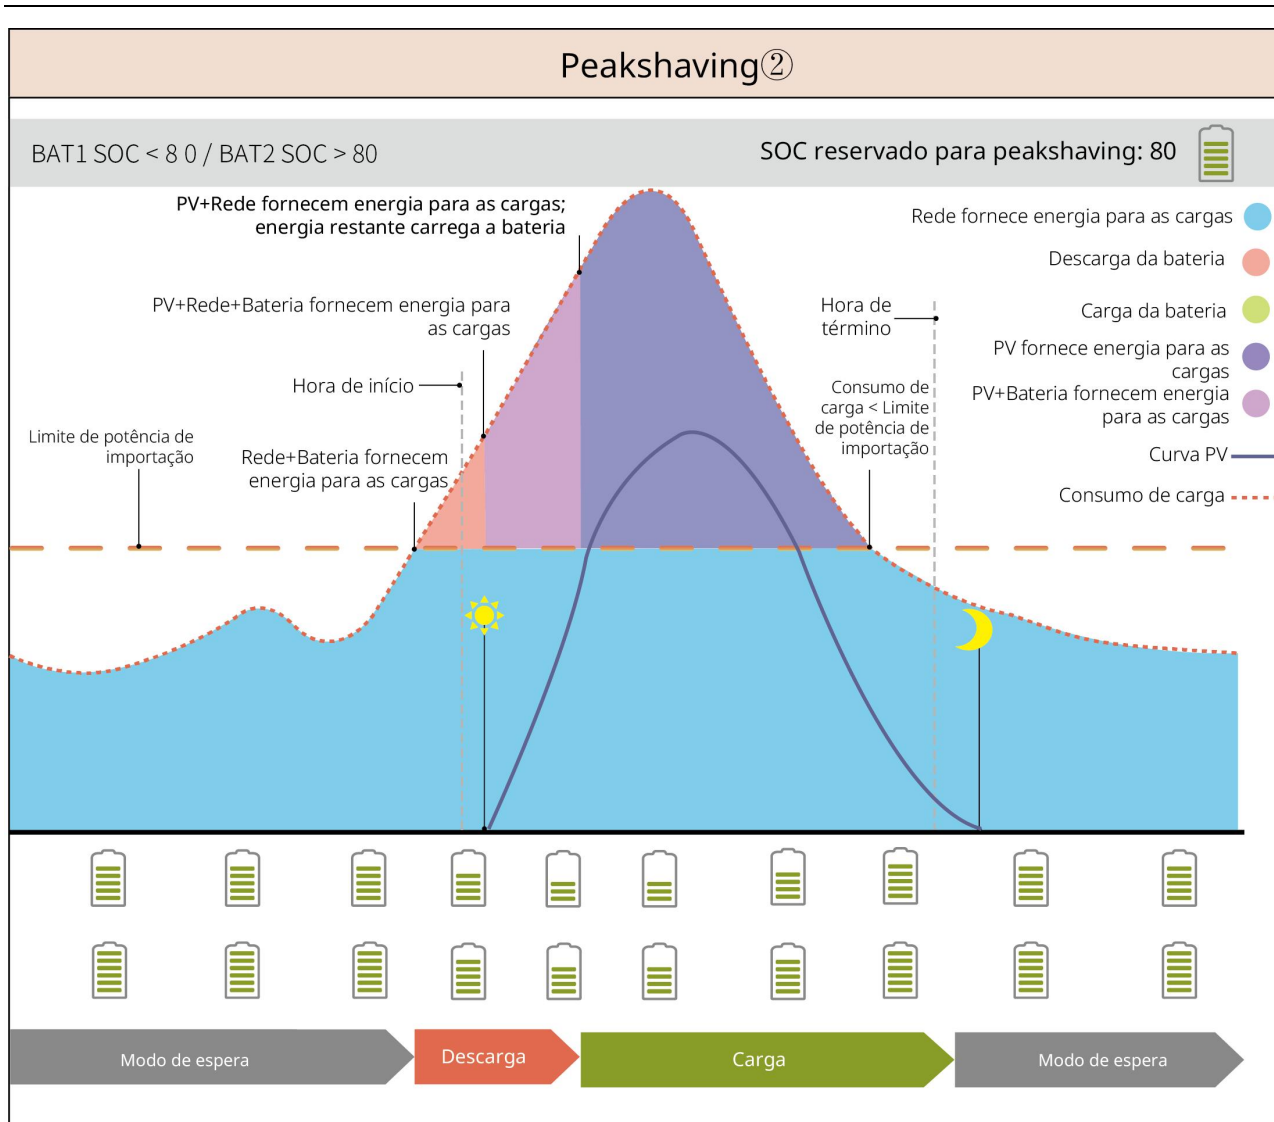 Peakshaving②
BAT1 SOC < 8 0 / BAT2 SOC > 80
SOC reservado para peakshaving: 80
PV+Rede fornecem energia para as cargas;
energia restante carrega a bateria
Rede fornece energia para as cargas
Descarga da bateria
PV+Rede+Bateria fornecem energia para
as cargas
Hora de
término
Carga da bateria
PV fornece energia para as
cargas
Hora de início
Consumo de
carga < Limite
de potência de
importação
PV+Bateria fornecem energia
para as cargas
Limite de potência de
importação
Rede+Bateria fornecem
energia para as cargas
Curva PV
Consumo de carga
Modo de espera
Descarga
Carga
Modo de espera